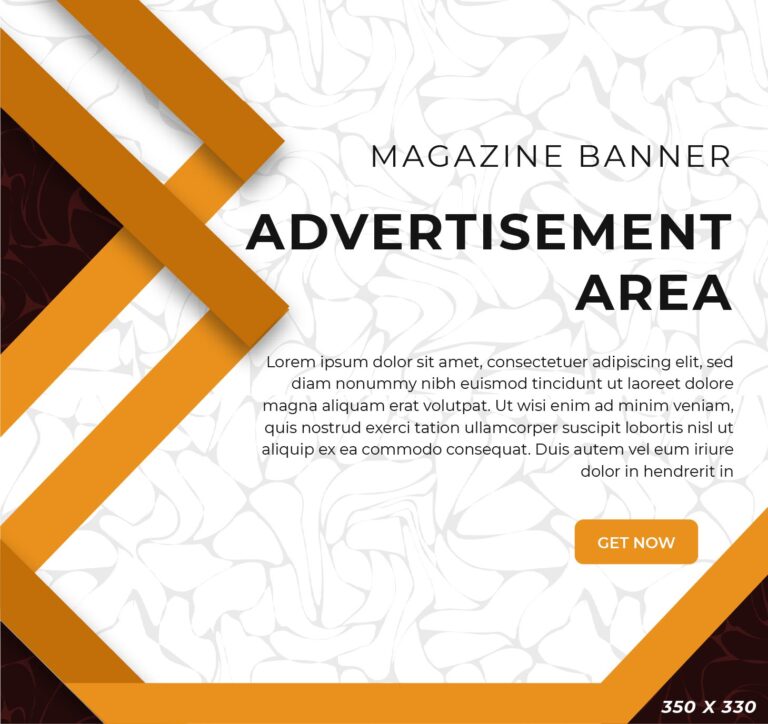 MAGAZINE BANNER
ADVERTISEMENT
AREA
Lorem ipsum dolor sit amet, consectetuer adipiscing elit, sed
diam nonummy nibh euismod tincidunt ut laoreet dolore
magna aliquam erat volutpat. Ut wisi enim ad minim veniam,
quis nostrud exerci tation ullamcorper suscipit lobortis nisl ut
aliquip ex ea commodo consequat. Duis autem vel eum iriure
dolor in hendrerit in
GET NOW
350 X 330